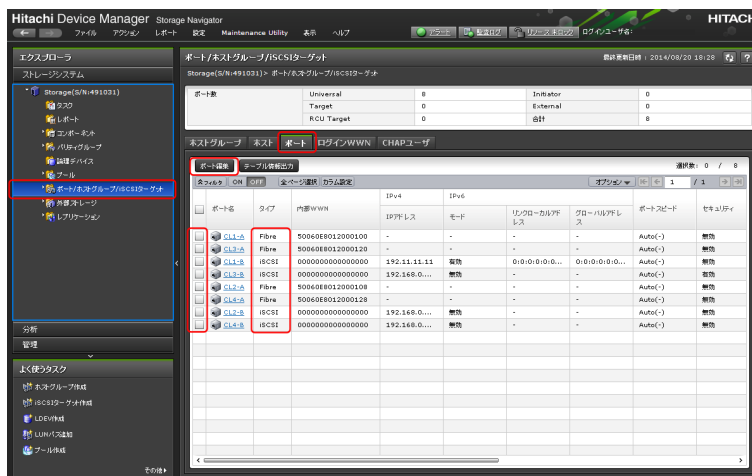 Hitachi Device Manager Storage Navigator
HITACHI
ファイル アクション レポート 設定 Maintenance Utility 表示 ヘルプ アラート 監査ログ リソースロック ログインユーザ名:
エクスプローラ
ストレージシステム
Storage(S/N:491031)
タスク
レポート
コンポーネント
パリティグループ
論理デバイス
プール
ポート/ホストグループ/iSCSIターゲット
外部ストレージ
レプリケーション
分析
管理
よく使うタスク
ホストグループ作成
iSCSIターゲット作成
LDEV作成
LUNパス追加
プール作成
その他
ポート/ホストグループ/iSCSIターゲット
最終更新日時 : 2014/08/20 18:28
Storage(S/N:491031)> ポート/ホストグループ/iSCSIターゲット
ポート数 Universal 8 Initiator 0
Target 0 External 0
RCU Target 0 合計 8
ホストグループ ホスト ポート ログインWWN CHAPユーザ
ポート編集 テーブル情報出力 選択数: 0 / 8
フィルタ ON OFF 全ページ選択 カラム設定 オプション 1 / 1
ポート名 タイプ 内部WWN IPv4 IPv6 ポートスピード セキュリティ
IPアドレス モード リンクローカルアドレス グローバルアドレス
CL1-A Fibre 50060E8012000100 - - - - Auto(-) 無効
CL3-A Fibre 50060E8012000120 - - - - Auto(-) 無効
CL1-B iSCSI 0000000000000000 192.11.11.11 有効 0:0:0:0:0... 0:0:0:0:0... Auto(-) 無効
CL3-B iSCSI 0000000000000000 192.168.0.... 無効 - - Auto(-) 有効
CL2-A Fibre 50060E8012000108 - - - - Auto(-) 無効
CL4-A Fibre 50060E8012000128 - - - - Auto(-) 無効
CL2-B iSCSI 0000000000000000 192.168.0.... 無効 - - Auto(-) 無効
CL4-B iSCSI 0000000000000000 192.168.0.... 無効 - - Auto(-) 無効